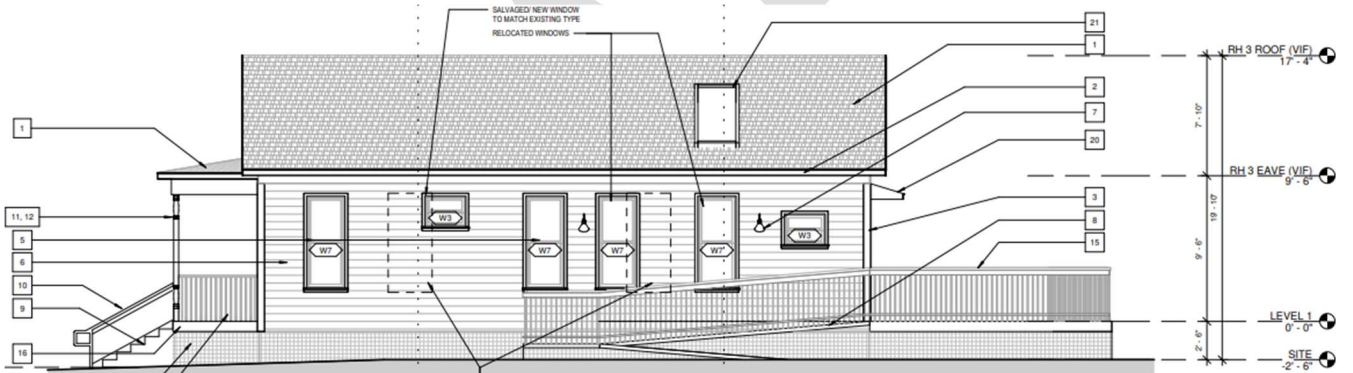 SALVAGED/ NEW WINDOW
TO MATCH EXISTING TYPE
RELOCATED WINDOWS
21
1
2
7
20
3
8
15
1
11, 12
5
6
10
9
16
W7
W3
W7
W7
W7
W3
RH 3 ROOF (VIF)
17' - 4"
7' - 10"
RH 3 EAVE (VIF)
9' - 6"
19' - 10"
9' - 6"
LEVEL 1
0' - 0"
2' - 6"
SITE
-2' - 6"